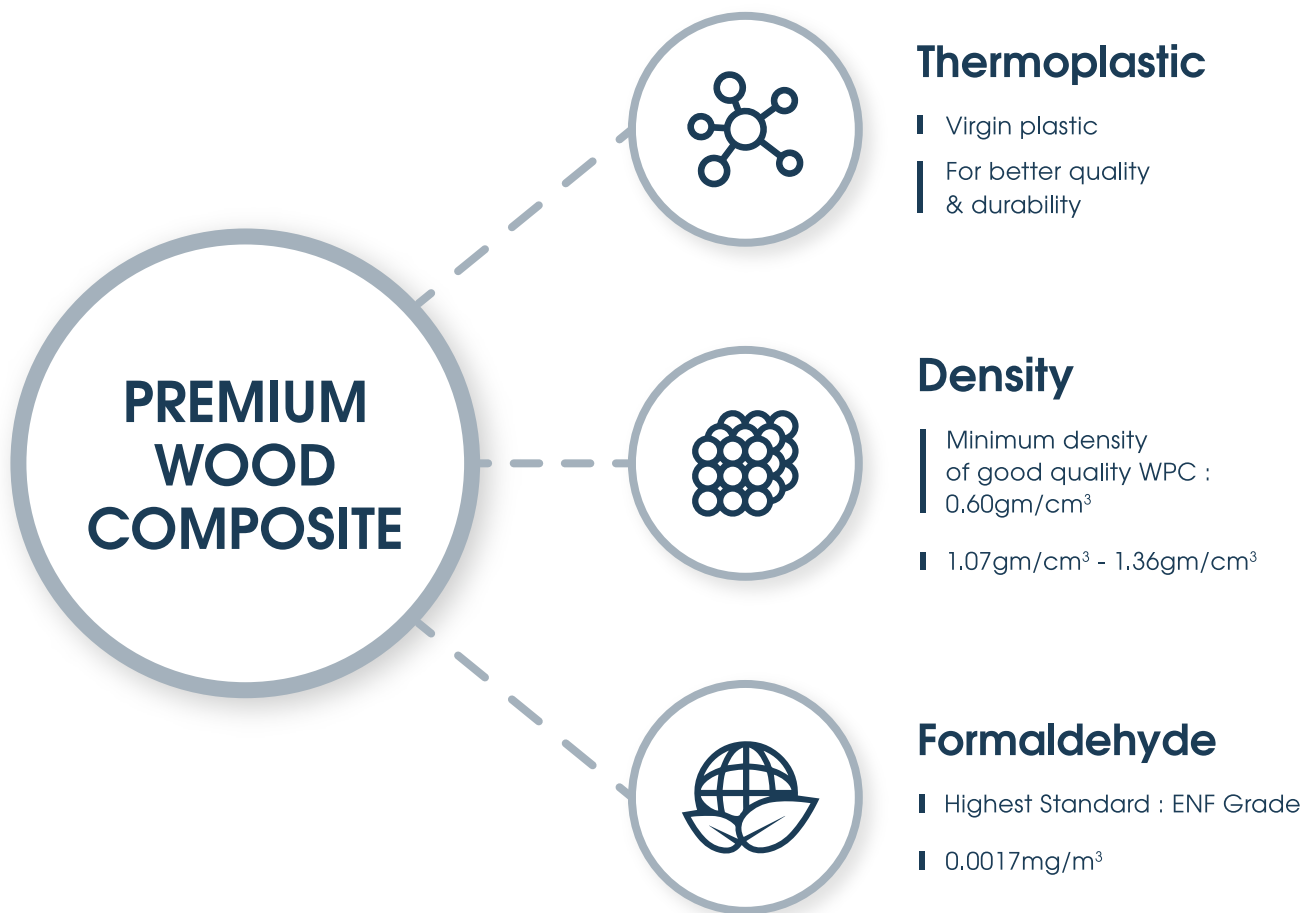 PREMIUM
WOOD
COMPOSITE
Thermoplastic
Virgin plastic
For better quality
& durability
Density
Minimum density
of good quality WPC :
0.60gm/cm³
1.07gm/cm³ - 1.36gm/cm³
Formaldehyde
Highest Standard : ENF Grade
0.0017mg/m³